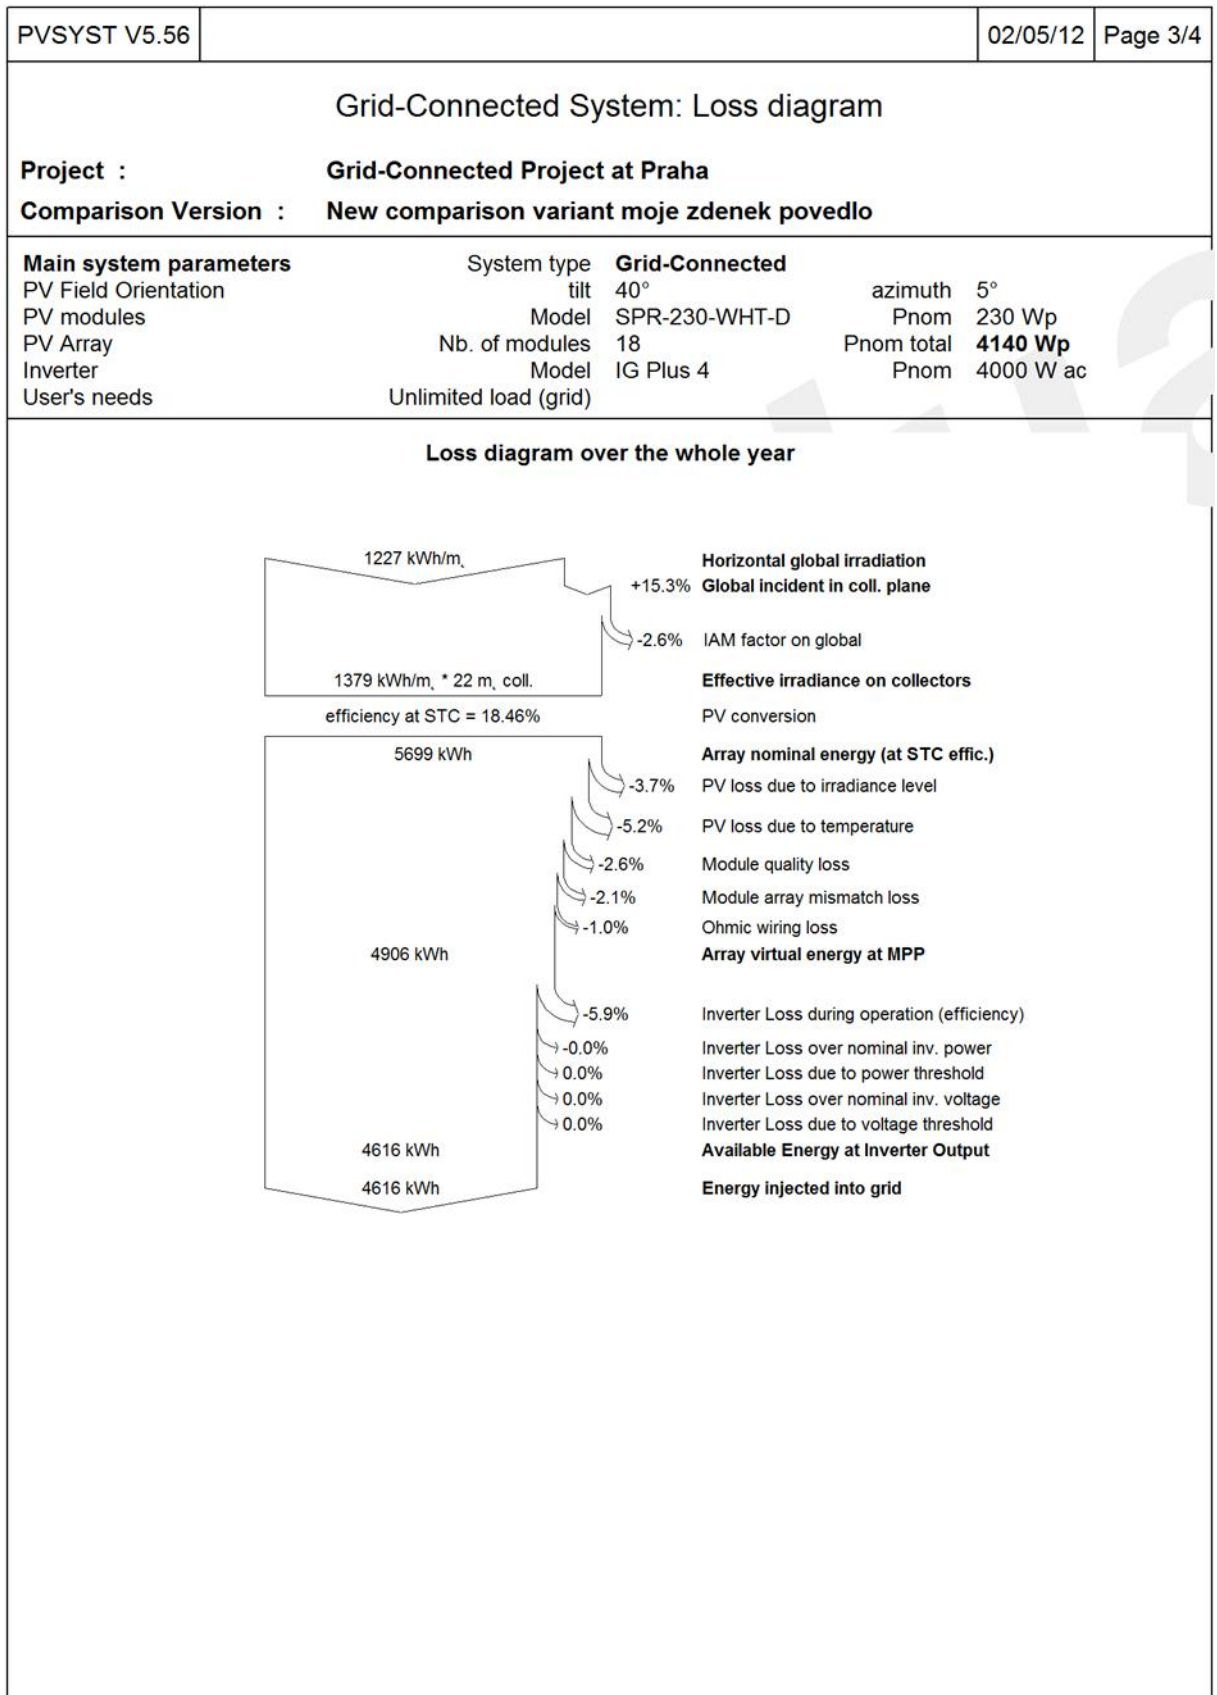 PVSYST V5.56 02/05/12 Page 3/4
Grid-Connected System: Loss diagram
Project : Grid-Connected Project at Praha
Comparison Version : New comparison variant moje zdenek povedlo
Main system parameters System type Grid-Connected
PV Field Orientation tilt 40° azimuth 5°
PV modules Model SPR-230-WHT-D Pnom 230 Wp
PV Array Nb. of modules 18 Pnom total 4140 Wp
Inverter Model IG Plus 4 Pnom 4000 W ac
User's needs Unlimited load (grid)
Loss diagram over the whole year
1227 kWh/m˛ Horizontal global irradiation
+15.3% Global incident in coll. plane
-2.6% IAM factor on global
1379 kWh/m˛ * 22 m˛ coll. Effective irradiance on collectors
efficiency at STC = 18.46% PV conversion
5699 kWh Array nominal energy (at STC effic.)
-3.7% PV loss due to irradiance level
-5.2% PV loss due to temperature
-2.6% Module quality loss
-2.1% Module array mismatch loss
-1.0% Ohmic wiring loss
4906 kWh Array virtual energy at MPP
-5.9% Inverter Loss during operation (efficiency)
-0.0% Inverter Loss over nominal inv. power
0.0% Inverter Loss due to power threshold
0.0% Inverter Loss over nominal inv. voltage
0.0% Inverter Loss due to voltage threshold
4616 kWh Available Energy at Inverter Output
4616 kWh Energy injected into grid